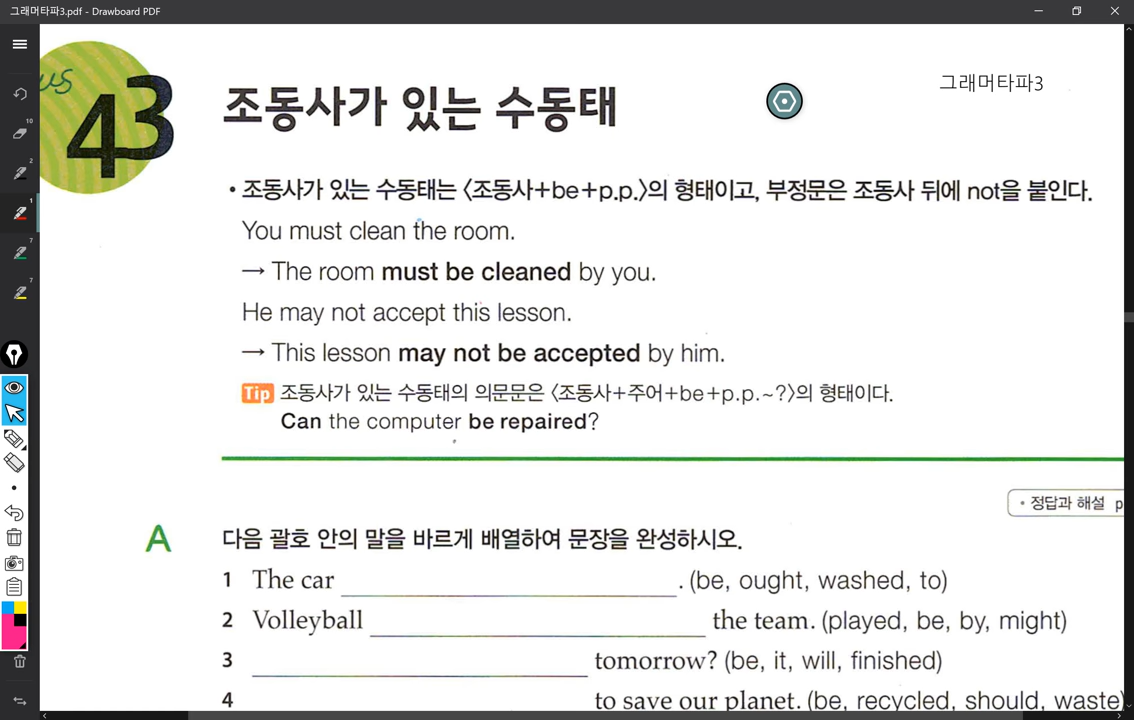 그래머타파3.pdf - Drawboard PDF
us
43
조동사가 있는 수동태
그래머타파3
• 조동사가 있는 수동태는 〈조동사+be+p.p.〉의 형태이고, 부정문은 조동사 뒤에 not을 붙인다.
You must clean the room.
→ The room must be cleaned by you.
He may not accept this lesson.
→ This lesson may not be accepted by him.
Tip 조동사가 있는 수동태의 의문문은 〈조동사+주어+be+p.p.~?〉의 형태이다.
Can the computer be repaired?
• 정답과 해설 p
A 다음 괄호 안의 말을 바르게 배열하여 문장을 완성하시오.
1 The car ____________________. (be, ought, washed, to)
2 Volleyball ____________________ the team. (played, be, by, might)
3 ____________________ tomorrow? (be, it, will, finished)
4 to save our planet. (be, recycled, should, waste)
10
2
1
7
7